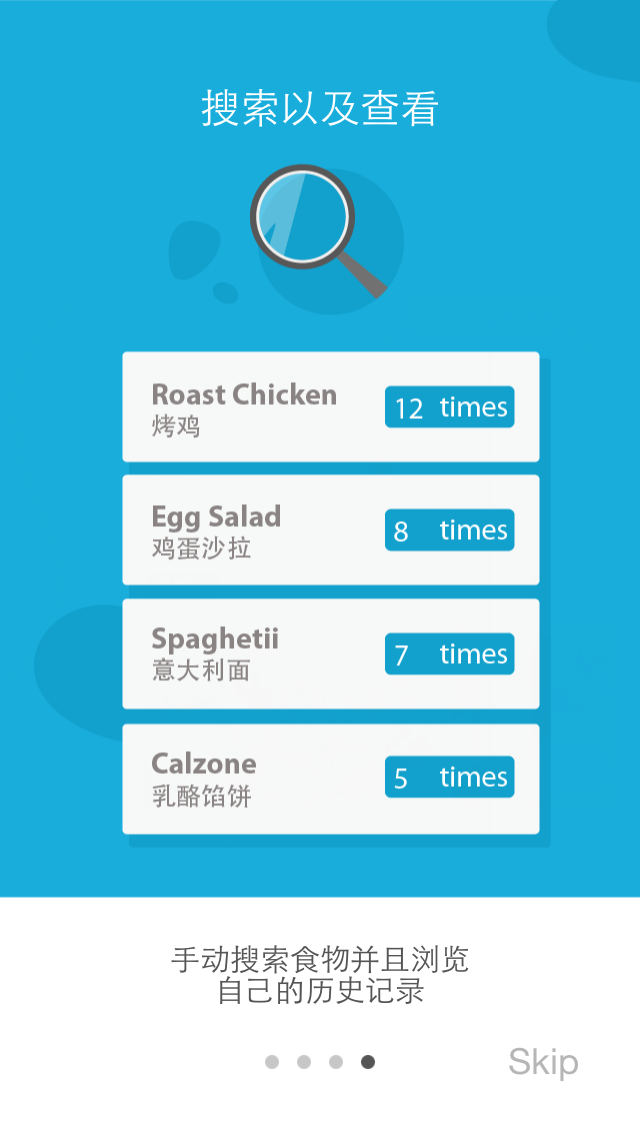 搜索以及查看
Roast Chicken
烤鸡
12 times
Egg Salad
鸡蛋沙拉
8 times
Spaghetii
意大利面
7 times
Calzone
乳酪馅饼
5 times
手动搜索食物并且浏览
自己的历史记录
Skip